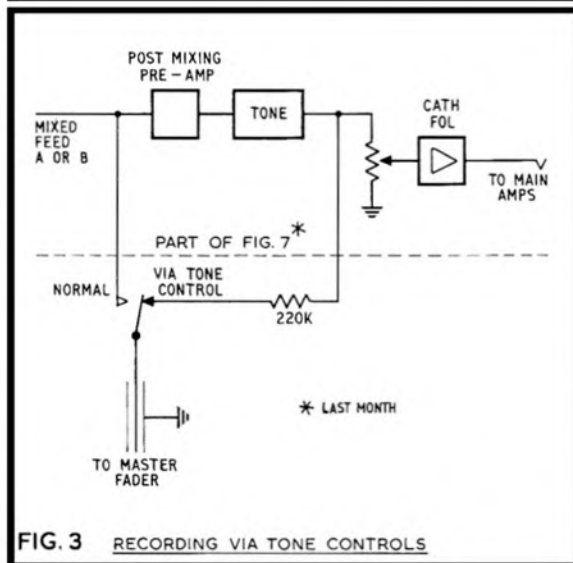 POST MIXING
PRE-AMP
TONE
CATH
FOL
MIXED
FEED
A OR B
TO MAIN
AMPS
PART OF FIG. 7*
NORMAL
VIA TONE
CONTROL
220K
* LAST MONTH
TO MASTER
FADER
FIG. 3 RECORDING VIA TONE CONTROLS